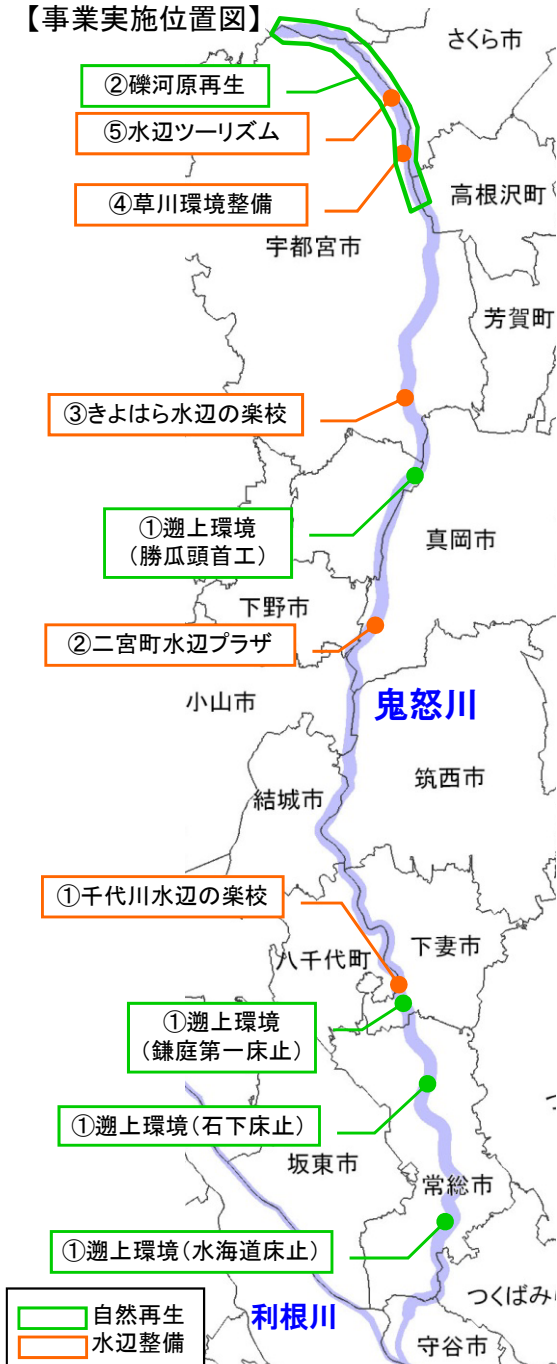 【事業実施位置図】
さくら市
②礫河原再生
⑤水辺ツーリズム
④草川環境整備
高根沢町
宇都宮市
芳賀町
③きよはら水辺の楽校
①遡上環境
(勝瓜頭首工)
真岡市
下野市
②二宮町水辺プラザ
小山市
鬼怒川
筑西市
結城市
①千代川水辺の楽校
八千代町
下妻市
①遡上環境
(鎌庭第一床止)
①遡上環境(石下床止)
坂東市
常総市
①遡上環境(水海道床止)
つくばみ
利根川
守谷市
自然再生
水辺整備